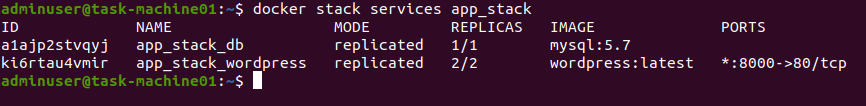 adminuser@task-machine01:~$ docker stack services app_stack
ID NAME MODE REPLICAS IMAGE PORTS
a1ajp2stvqyj app_stack_db replicated 1/1 mysql:5.7
ki6rtau4vmir app_stack_wordpress replicated 2/2 wordpress:latest *:8000->80/tcp
adminuser@task-machine01:~$